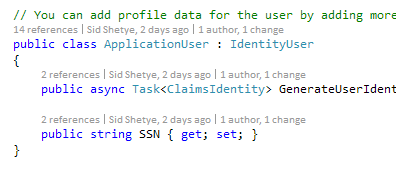 // You can add profile data for the user by adding more
14 references | Sid Shetye, 2 days ago | 1 author, 1 change
public class ApplicationUser : IdentityUser
{
2 references | Sid Shetye, 2 days ago | 1 author, 1 change
public async Task<ClaimsIdentity> GenerateUserIdent
2 references | Sid Shetye, 2 days ago | 1 author, 1 change
public string SSN { get; set; }
}